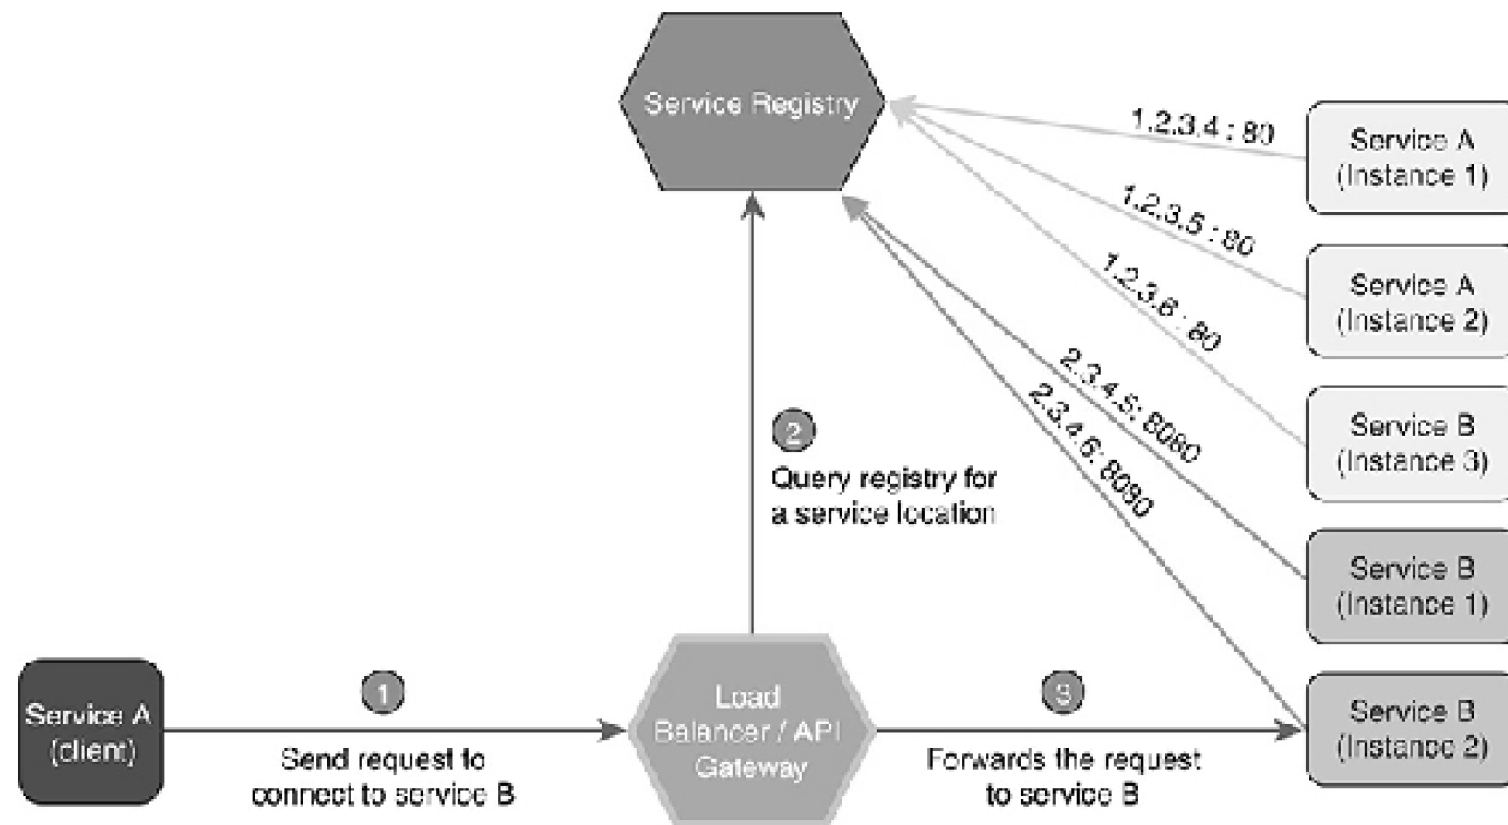 Service Registry
1.2.3.4 : 80
Service A
(Instance 1)
1.2.3.5 : 80
Service A
(Instance 2)
1.2.3.6 : 80
Service B
(Instance 3)
2.3.4.5: 8080
2.3.4.6: 8080
2
Query registry for
a service location
Service B
(Instance 1)
Service A
(client)
1
Send request to
connect to service B
Load
Balancer / API
Gateway
3
Forwards the request
to service B
Service B
(Instance 2)